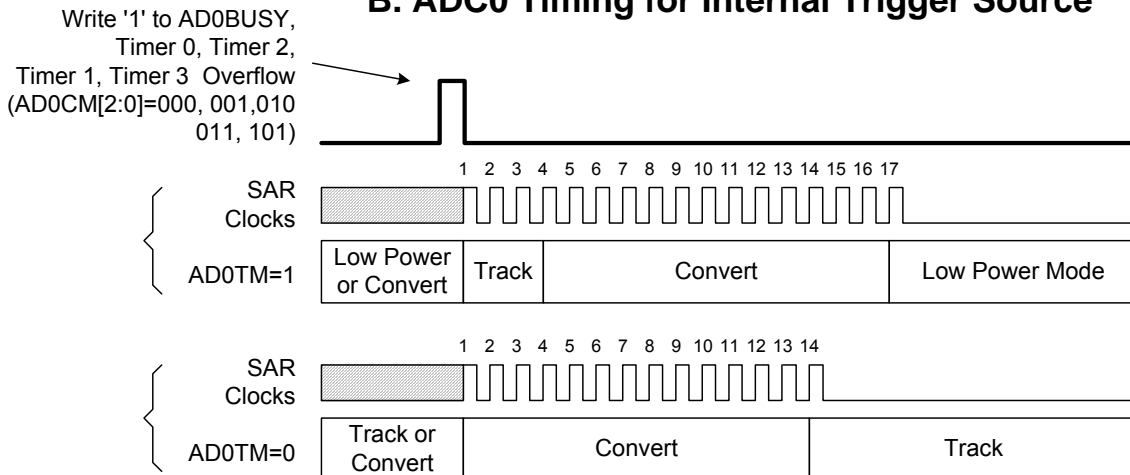 B. ADC0 Timing for Internal Trigger Source
Write '1' to AD0BUSY,
Timer 0, Timer 2,
Timer 1, Timer 3 Overflow
(AD0CM[2:0]=000, 001,010
011, 101)
1 2 3 4 5 6 7 8 9 10 11 12 13 14 15 16 17
SAR
Clocks
AD0TM=1
Low Power
or Convert
Track
Convert
Low Power Mode
1 2 3 4 5 6 7 8 9 10 11 12 13 14
SAR
Clocks
AD0TM=0
Track or
Convert
Convert
Track